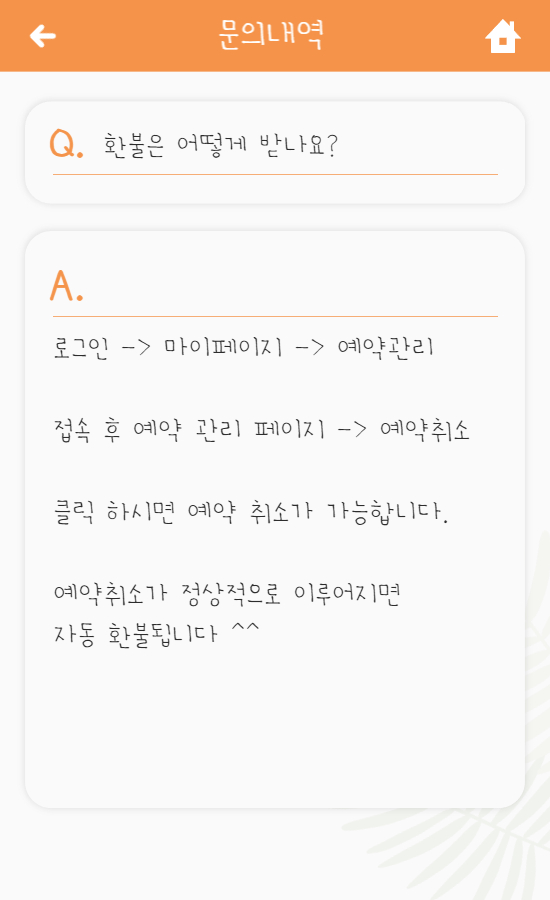 문의내역
Q. 환불은 어떻게 받나요?
A.
로그인 -> 마이페이지 -> 예약관리
접속 후 예약 관리 페이지 -> 예약취소
클릭 하시면 예약 취소가 가능합니다.
예약취소가 정상적으로 이루어지면
자동 환불됩니다 ^^